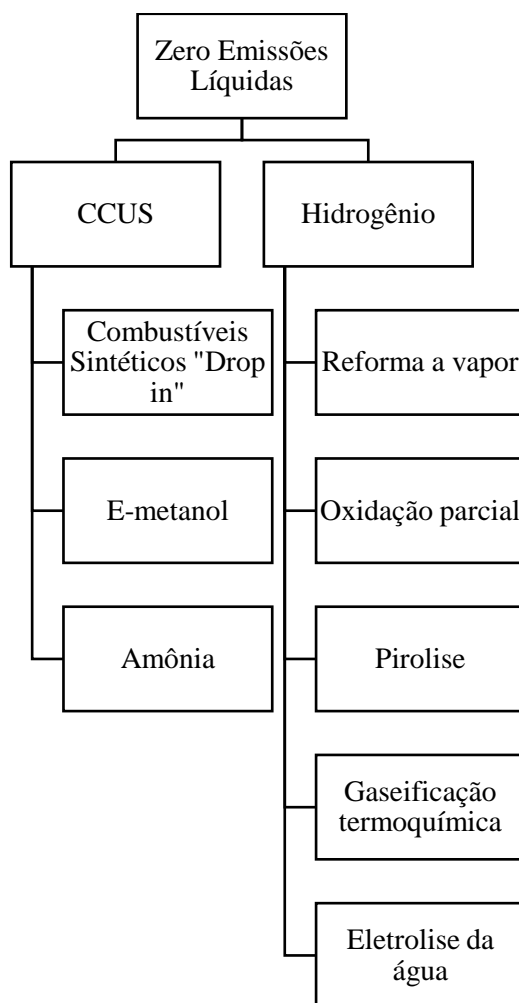 Zero Emissões
Líquidas
CCUS
Hidrogênio
Combustíveis
Sintéticos "Drop
in"
E-metanol
Amônia
Reforma a vapor
Oxidação parcial
Pirolise
Gaseificação
termoquímica
Eletrolise da
água